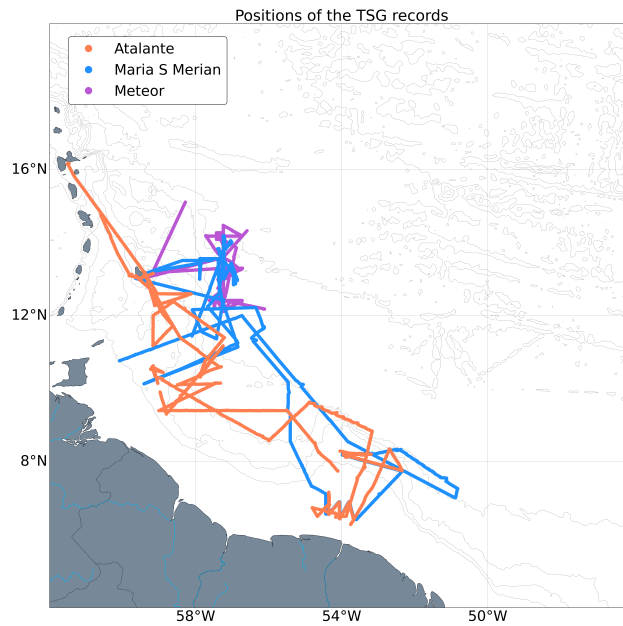 Positions of the TSG records
Atalante
Maria S Merian
Meteor
16°N
12°N
8°N
58°W 54°W 50°W